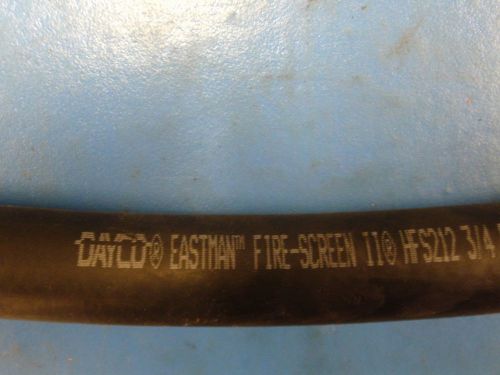 DAYCO® EASTMAN™ FIRE-SCREEN II® HFS212 3/4